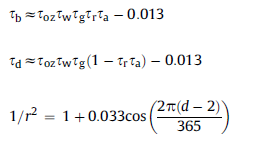 τb ≈ τozτwτgτrτa − 0.013
τd ≈ τozτwτg(1 − τrτa) − 0.013
1/r² = 1 + 0.033cos(2π(d − 2)/365)